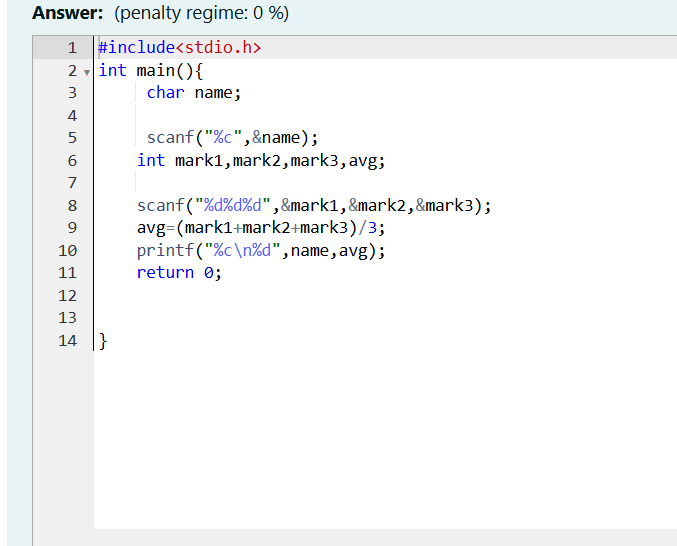 Answer: (penalty regime: 0 %)
1 #include<stdio.h>
2 int main(){
3 char name;
4
5 scanf("%c",&name);
6 int mark1,mark2,mark3,avg;
7
8 scanf("%d%d%d",&mark1,&mark2,&mark3);
9 avg=(mark1+mark2+mark3)/3;
10 printf("%c\n%d",name,avg);
11 return 0;
12
13
14 }